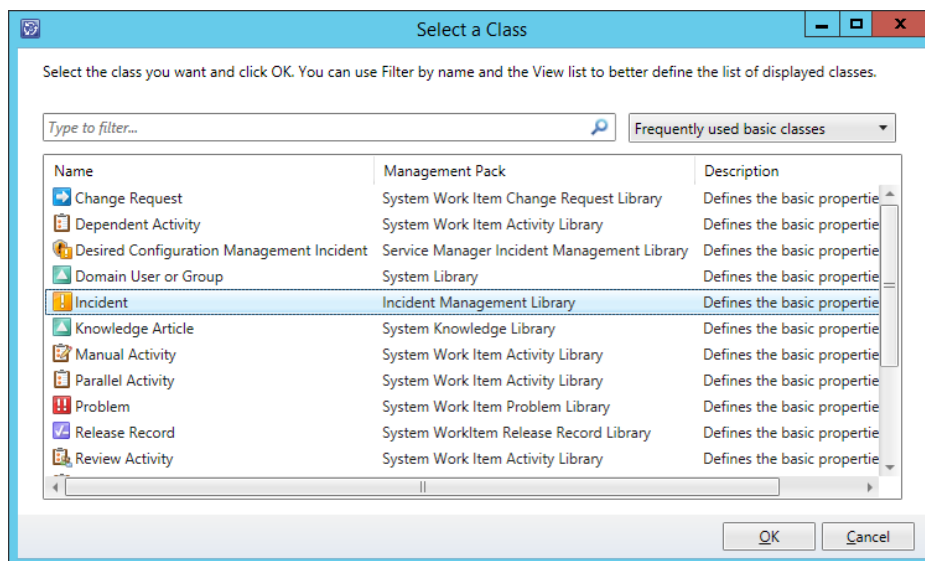 Select a Class
Select the class you want and click OK. You can use Filter by name and the View list to better define the list of displayed classes.
Type to filter... Frequently used basic classes
Name Management Pack Description
Change Request System Work Item Change Request Library Defines the basic propertie
Dependent Activity System Work Item Activity Library Defines the basic propertie
Desired Configuration Management Incident Service Manager Incident Management Library Defines the basic propertie
Domain User or Group System Library Defines the basic propertie
Incident Incident Management Library Defines the basic propertie
Knowledge Article System Knowledge Library Defines the basic propertie
Manual Activity System Work Item Activity Library Defines the basic propertie
Parallel Activity System Work Item Activity Library Defines the basic propertie
Problem System Work Item Problem Library Defines the basic propertie
Release Record System WorkItem Release Record Library Defines the basic propertie
Review Activity System Work Item Activity Library Defines the basic propertie
OK Cancel